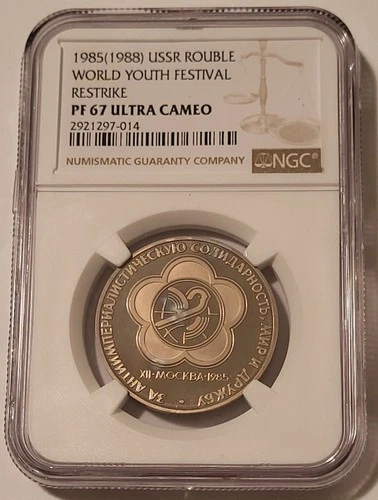 1985(1988) USSR ROUBLE
WORLD YOUTH FESTIVAL
RESTRIKE
PF 67 ULTRA CAMEO
2921297-014
NUMISMATIC GUARANTY COMPANY
NGC®
ЗА АНТИИМПЕРИАЛИСТИЧЕСКУЮ СОЛИДАРНОСТЬ, МИР И ДРУЖБУ
XII·МОСКВА·1985